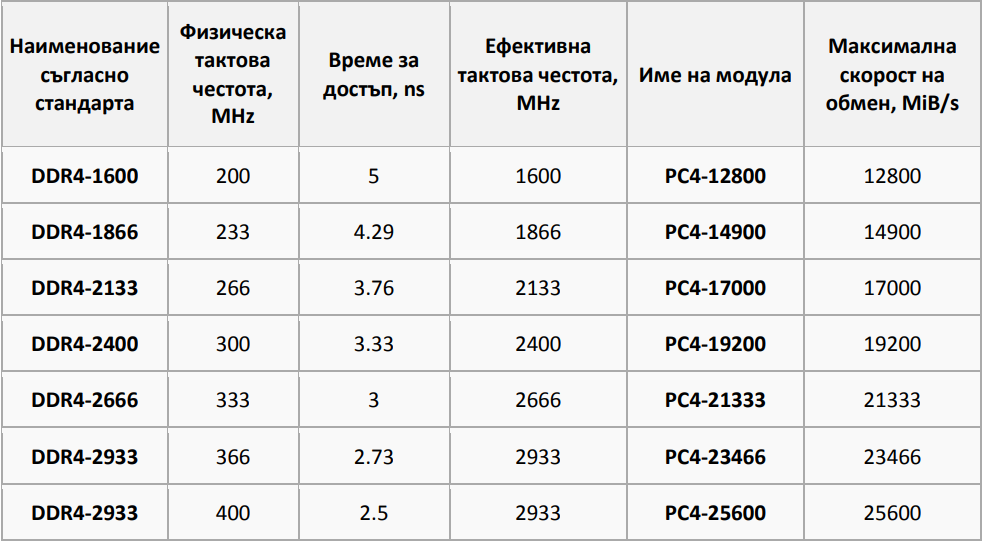 Наименование съгласно стандарта | Физическа тактова честота, MHz | Време за достъп, ns | Ефективна тактова честота, MHz | Име на модула | Максимална скорост на обмен, MiB/s
DDR4-1600 | 200 | 5 | 1600 | PC4-12800 | 12800
DDR4-1866 | 233 | 4.29 | 1866 | PC4-14900 | 14900
DDR4-2133 | 266 | 3.76 | 2133 | PC4-17000 | 17000
DDR4-2400 | 300 | 3.33 | 2400 | PC4-19200 | 19200
DDR4-2666 | 333 | 3 | 2666 | PC4-21333 | 21333
DDR4-2933 | 366 | 2.73 | 2933 | PC4-23466 | 23466
DDR4-2933 | 400 | 2.5 | 2933 | PC4-25600 | 25600